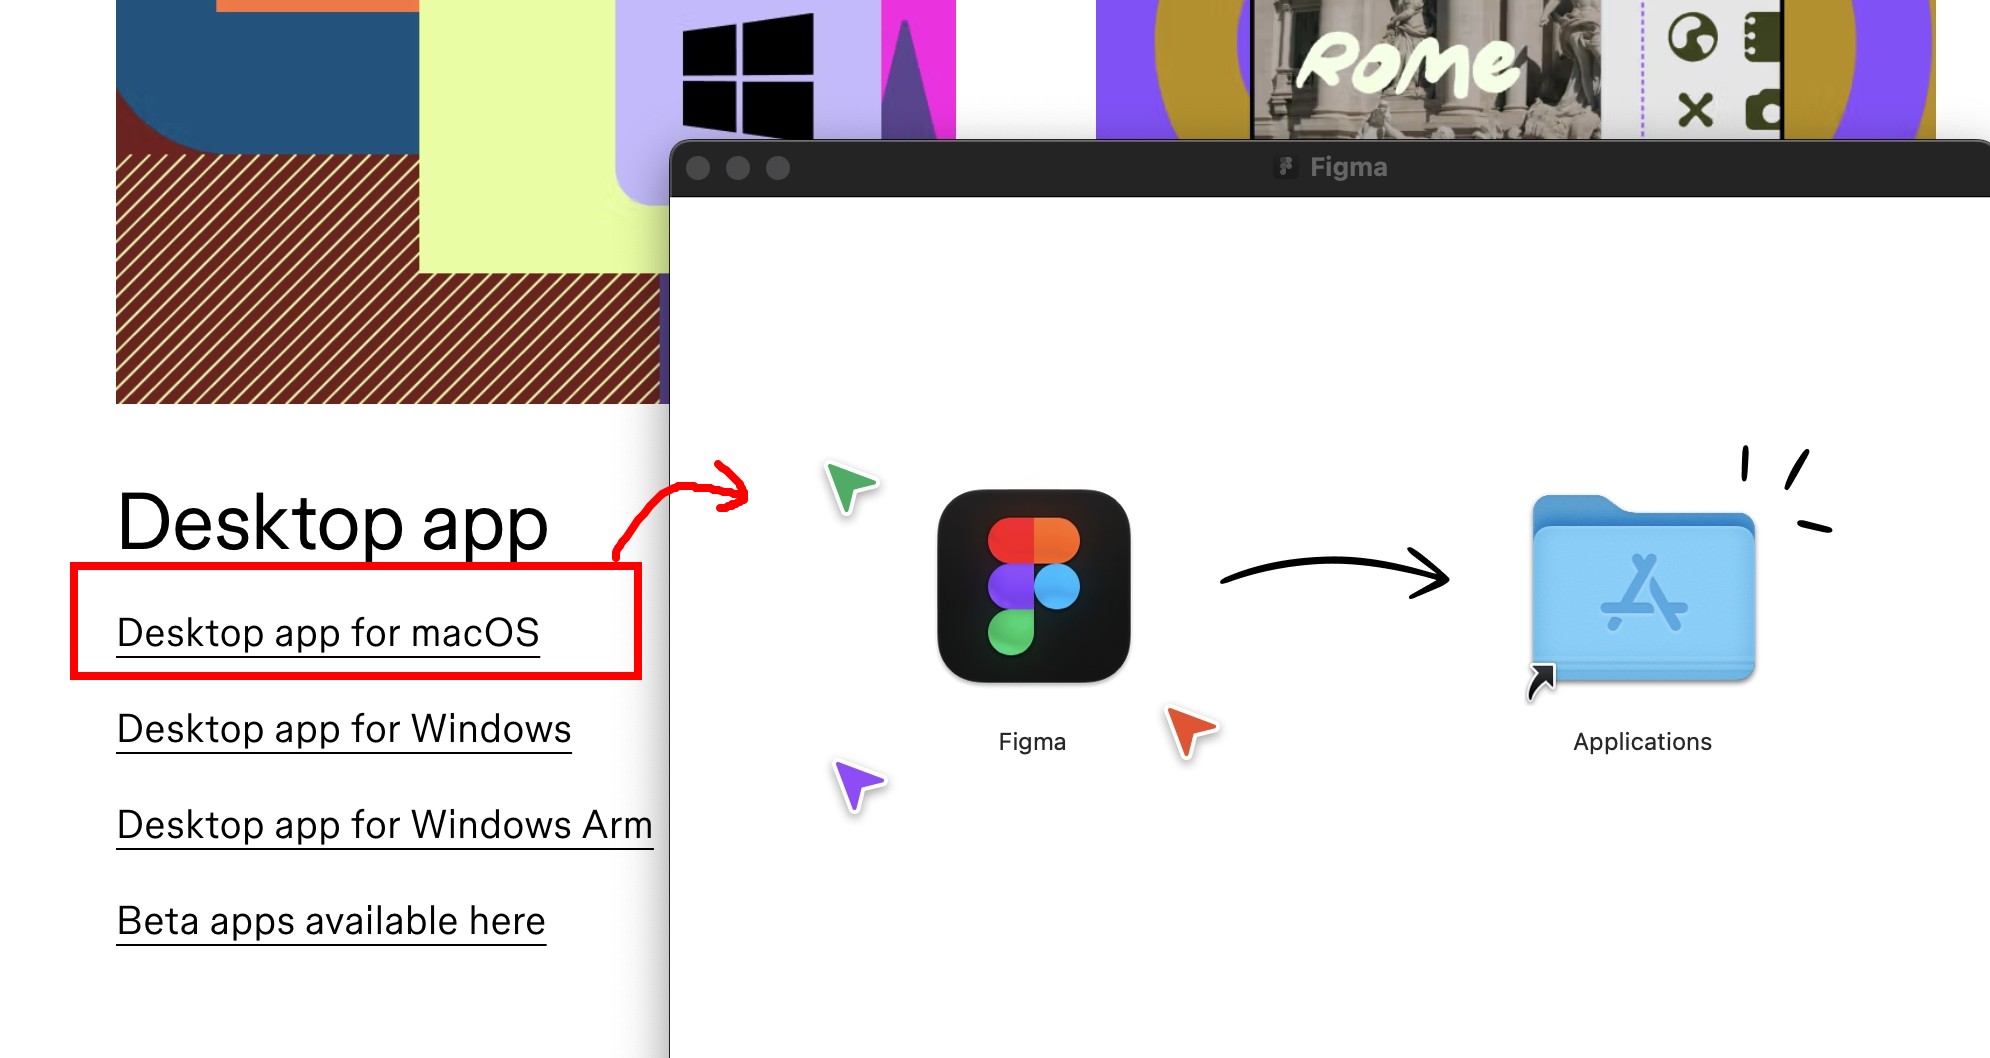 ROMe
Figma
Desktop app
Desktop app for macOS
Desktop app for Windows
Desktop app for Windows Arm
Beta apps available here
Figma
Applications